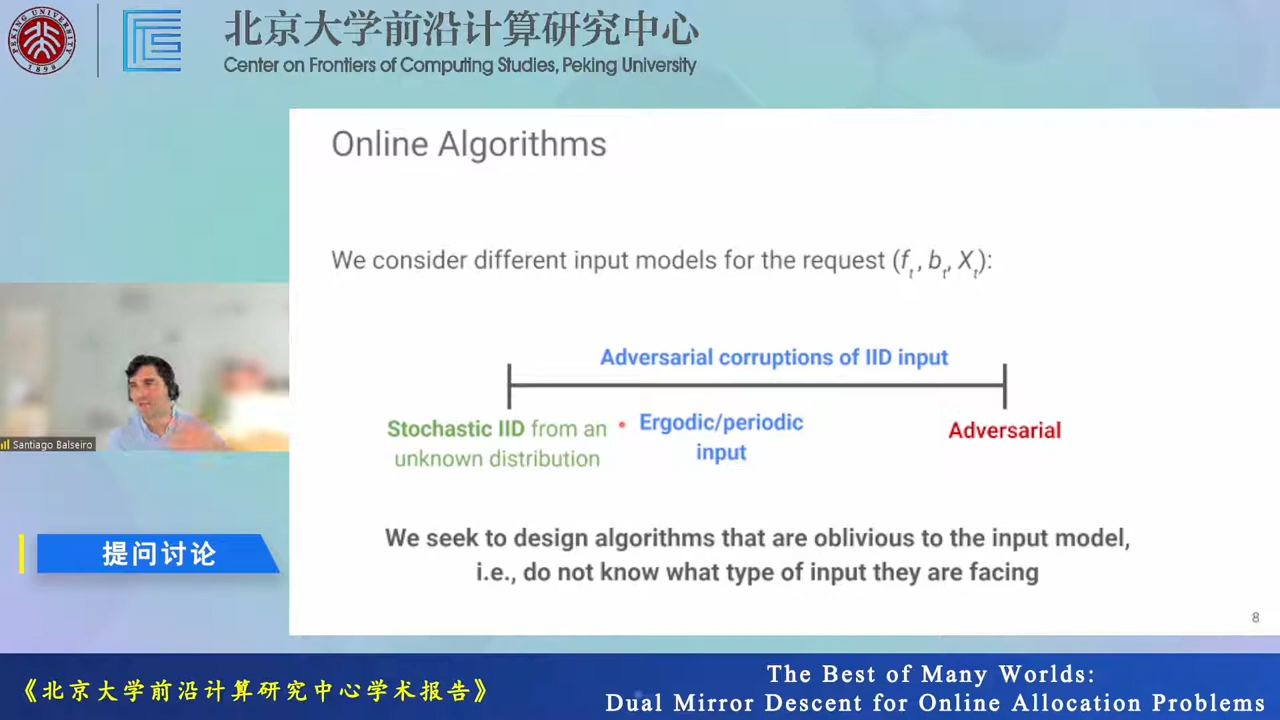 PEKING UNIVERSITY
1898
北京大学前沿计算研究中心
Center on Frontiers of Computing Studies, Peking University
Online Algorithms
We consider different input models for the request (fₜ, bₜ, Xₜ):
Adversarial corruptions of IID input
Stochastic IID from an
unknown distribution
Ergodic/periodic
input
Adversarial
We seek to design algorithms that are oblivious to the input model,
i.e., do not know what type of input they are facing
8
Santiago Balseiro
提问讨论
《北京大学前沿计算研究中心学术报告》
The Best of Many Worlds:
Dual Mirror Descent for Online Allocation Problems